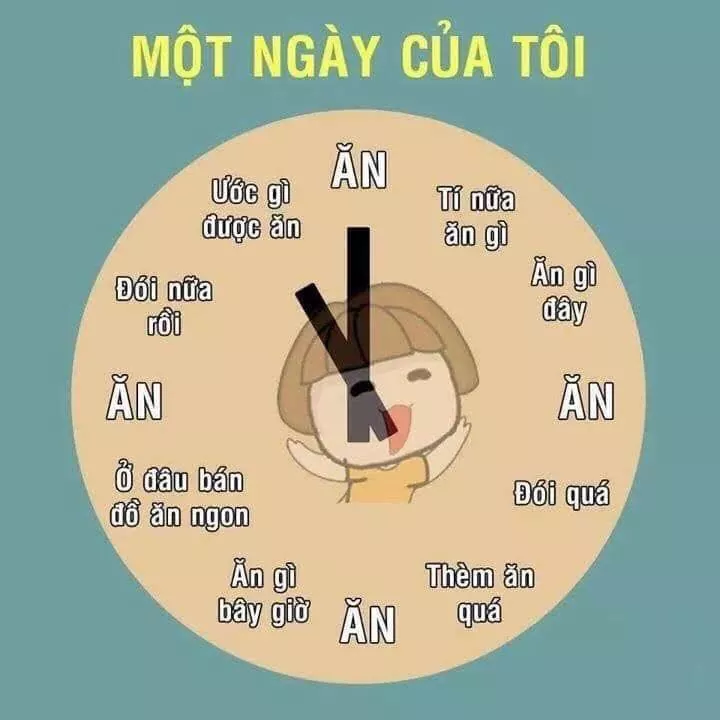 MỘT NGÀY CỦA TÔI
ĂN
Tí nữa
ăn gì
Ăn gì
đây
ĂN
Đói quá
Thèm ăn
quá
ĂN
Ăn gì
bây giờ
Ở đâu bán
đồ ăn ngon
ĂN
Đói nữa
rồi
Ước gì
được ăn